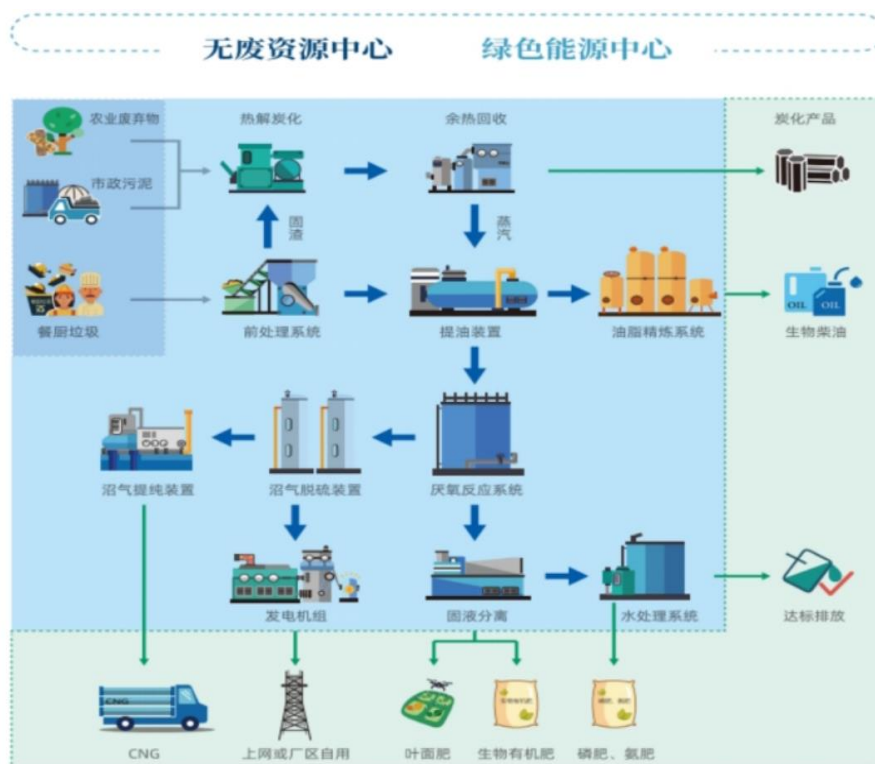 无废资源中心 绿色能源中心
农业废弃物
热解炭化
余热回收
炭化产品
市政污泥
固渣
蒸汽
OIL OIL
餐厨垃圾
前处理系统
提油装置
油脂精炼系统
生物柴油
沼气提纯装置
沼气脱硫装置
厌氧反应系统
发电机组
固液分离
水处理系统
达标排放
CNG
CNG
上网或厂区自用
叶面肥
生物有机肥
磷肥、氨肥